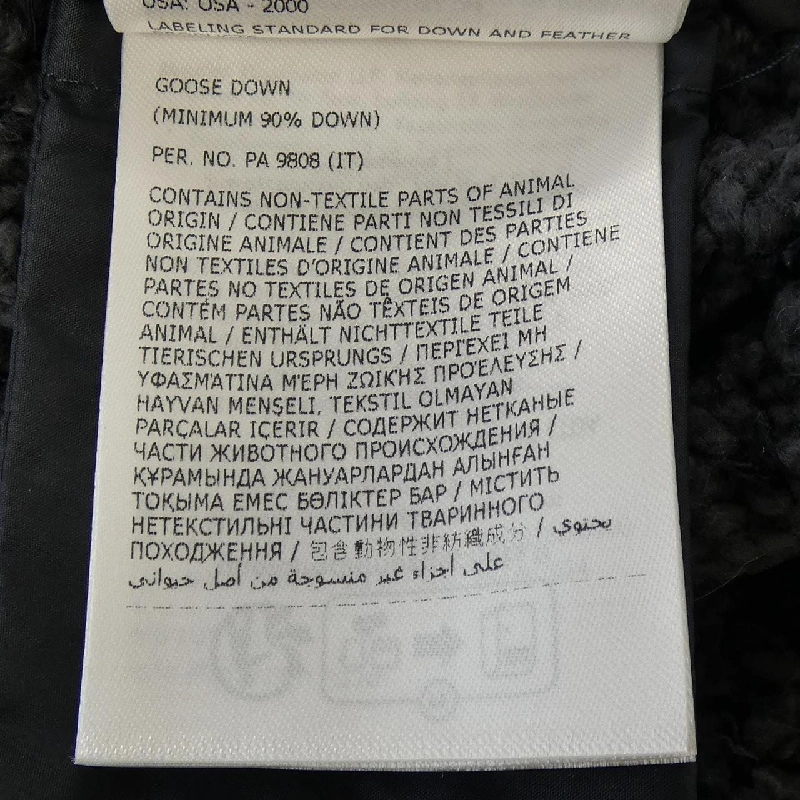 USA: USA - 2000
LABELING STANDARD FOR DOWN AND FEATHER
GOOSE DOWN
(MINIMUM 90% DOWN)
PER. NO. PA 9808 (IT)
CONTAINS NON-TEXTILE PARTS OF ANIMAL
ORIGIN / CONTIENE PARTI NON TESSILI DI
ORIGINE ANIMALE / CONTIENT DES PARTIES
NON TEXTILES D'ORIGINE ANIMALE / CONTIENE
PARTES NO TEXTILES DE ORIGEN ANIMAL /
CONTÉM PARTES NÃO TÊXTEIS DE ORIGEM
ANIMAL / ENTHÄLT NICHTTEXTILE TEILE
TIERISCHEN URSPRUNGS / ΠΕΡΙΈΧΕΙ ΜΗ
ΥΦΑΣΜΆΤΙΝΑ ΜΈΡΗ ΖΩΙΚΉΣ ΠΡΟΈΛΕΥΣΗΣ /
HAYVAN MENŞELI, TEKSTIL OLMAYAN
PARÇALAR IÇERIR / СОДЕРЖИТ НЕТКАНЫЕ
ЧАСТИ ЖИВОТНОГО ПРОИСХОЖДЕНИЯ /
ҚҰРАМЫНДА ЖАНУАРЛАРДАН АЛЫНҒАН
ТОҚЫМА ЕМЕС БӨЛІКТЕР БАР / МІСТИТЬ
НЕТЕКСТИЛЬНІ ЧАСТИНИ ТВАРИННОГО
ПОХОДЖЕННЯ / 包含動物性非紡織成分 / يحتوي
على أجزاء غير منسوجة من أصل حيواني